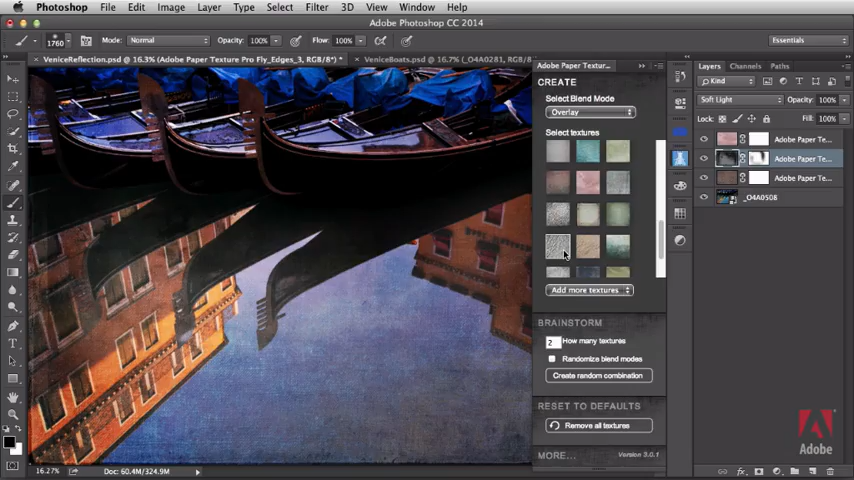 Photoshop File Edit Image Layer Type Select Filter 3D View Window Help
Adobe Photoshop CC 2014
1760 Mode: Normal Opacity: 100% Flow: 100% Essentials
VeniceReflection.psd @ 16.3% (Adobe Paper Texture Pro Fly_Edges_3, RGB/8*) *
VeniceBoats.psd @ 16.7% (_O4A0281, RGB/8
Adobe Paper Textur...
CREATE
Select Blend Mode
Overlay
Select textures
Add more textures
BRAINSTORM
2 How many textures
Randomize blend modes
Create random combination
RESET TO DEFAULTS
Remove all textures
MORE... Version 3.0.1
Layers Channels Paths
Kind
Soft Light Opacity: 100%
Lock: Fill: 100%
Adobe Paper Te...
Adobe Paper Te...
Adobe Paper Te...
_O4A0508
fx
Adobe
16.27% Doc: 60.4M/324.9M